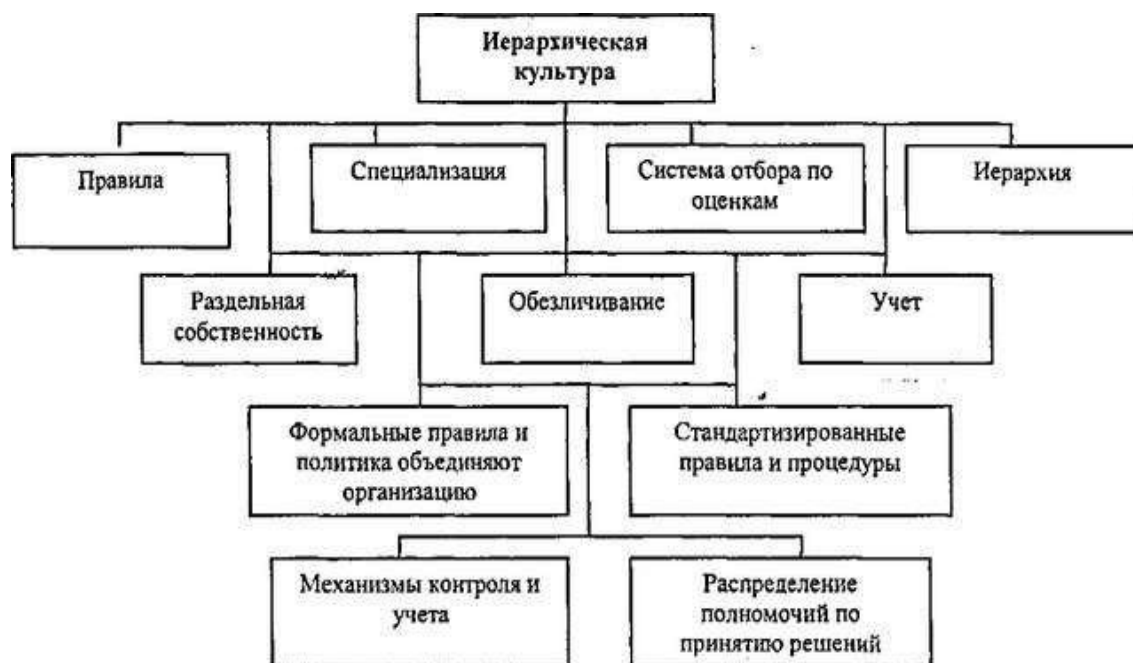 Иерархическая
культура
Правила
Специализация
Система отбора по
оценкам
Иерархия
Раздельная
собственность
Обезличивание
Учет
Формальные правила и
политика объединяют
организацию
Стандартизированные
правила и процедуры
Механизмы контроля и
учета
Распределение
полномочий по
принятию решений